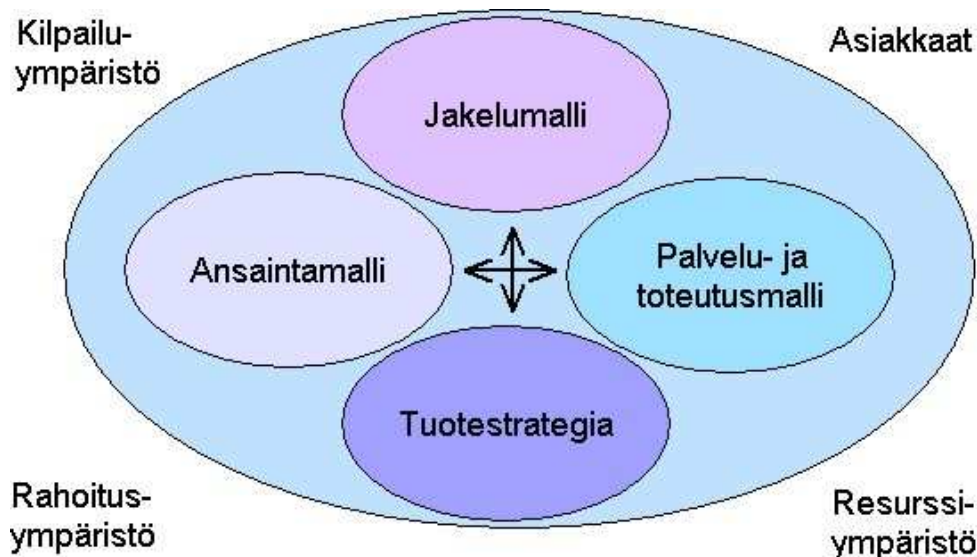 Kilpailu-
ympäristö
Asiakkaat
Jakelumalli
Ansaintamalli
Palvelu- ja
toteutusmalli
Tuotestrategia
Rahoitus-
ympäristö
Resurssi-
ympäristö